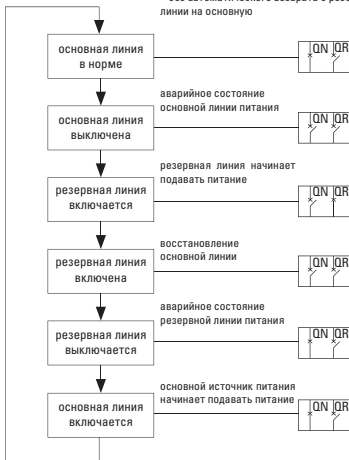 линии на основную
основная линия
в норме
QN QR
аварийное состояние
основной линии питания
основная линия
выключена
QN QR
резервная линия начинает
подавать питание
резервная линия
включается
QN QR
восстановление
основной линии
резервная линия
включена
QN QR
аварийное состояние
резервной линии питания
резервная линия
выключается
QN QR
основной источник питания
начинает подавать питание
основная линия
включается
QN QR